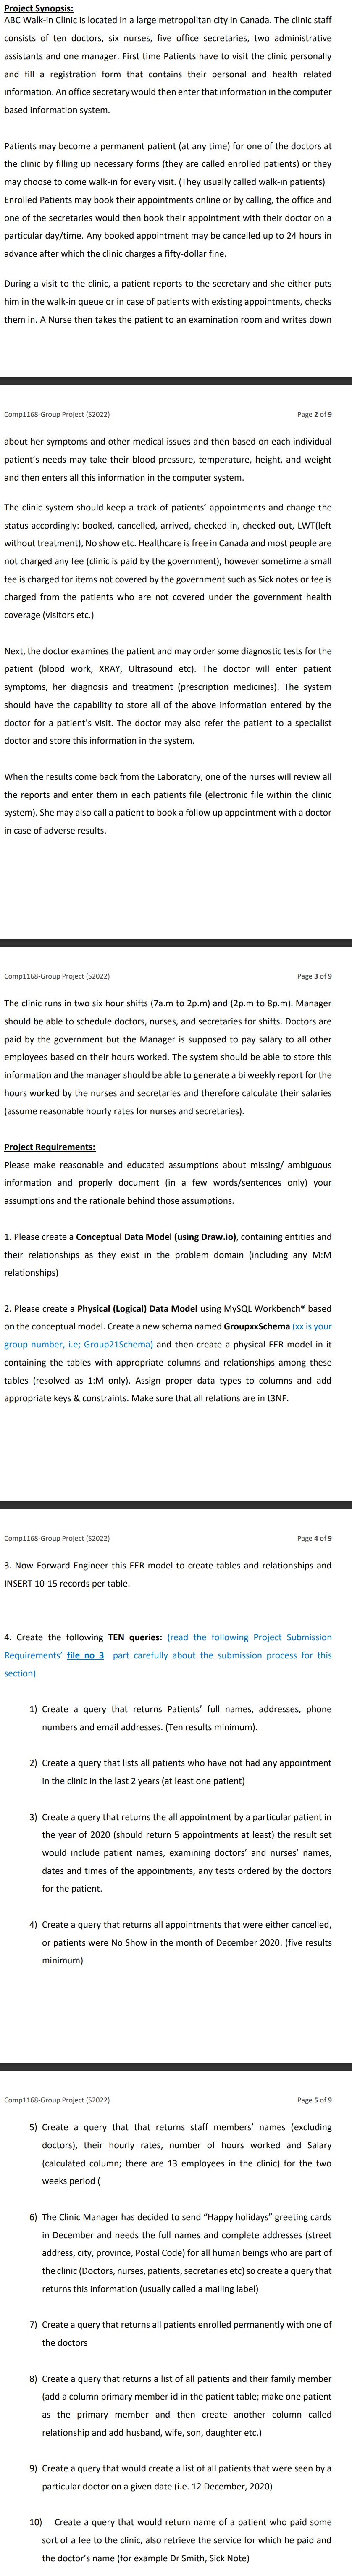 Project Synopsis:
ABC Walk-in Clinic is located in a large metropolitan city in Canada. The clinic staff
consists of ten doctors, six nurses, five office secretaries, two administrative
assistants and one manager. First time Patients have to visit the clinic personally
and fill a registration form that contains their personal and health related
information. An office secretary would then enter that information in the computer
based information system.
Patients may become a permanent patient (at any time) for one of the doctors at
the clinic by filling up necessary forms (they are called enrolled patients) or they
may choose to come walk-in for every visit. (They usually called walk-in patients)
Enrolled Patients may book their appointments online or by calling, the office and
one of the secretaries would then book their appointment with their doctor on a
particular day/time. Any booked appointment may be cancelled up to 24 hours in
advance after which the clinic charges a fifty-dollar fine.
During a visit to the clinic, a patient reports to the secretary and she either puts
him in the walk-in queue or in case of patients with existing appointments, checks
them in. A Nurse then takes the patient to an examination room and writes down
Comp1168-Group Project (S2022) Page 2 of 9
about her symptoms and other medical issues and then based on each individual
patient's needs may take their blood pressure, temperature, height, and weight
and then enters all this information in the computer system.
The clinic system should keep a track of patients' appointments and change the
status accordingly: booked, cancelled, arrived, checked in, checked out, LWT(left
without treatment), No show etc. Healthcare is free in Canada and most people are
not charged any fee (clinic is paid by the government), however sometime a small
fee is charged for items not covered by the government such as Sick notes or fee is
charged from the patients who are not covered under the government health
coverage (visitors etc.)
Next, the doctor examines the patient and may order some diagnostic tests for the
patient (blood work, XRAY, Ultrasound etc). The doctor will enter patient
symptoms, her diagnosis and treatment (prescription medicines). The system
should have the capability to store all of the above information entered by the
doctor for a patient's visit. The doctor may also refer the patient to a specialist
doctor and store this information in the system.
When the results come back from the Laboratory, one of the nurses will review all
the reports and enter them in each patients file (electronic file within the clinic
system). She may also call a patient to book a follow up appointment with a doctor
in case of adverse results.
Comp1168-Group Project (S2022) Page 3 of 9
The clinic runs in two six hour shifts (7a.m to 2p.m) and (2p.m to 8p.m). Manager
should be able to schedule doctors, nurses, and secretaries for shifts. Doctors are
paid by the government but the Manager is supposed to pay salary to all other
employees based on their hours worked. The system should be able to store this
information and the manager should be able to generate a bi weekly report for the
hours worked by the nurses and secretaries and therefore calculate their salaries
(assume reasonable hourly rates for nurses and secretaries).
Project Requirements:
Please make reasonable and educated assumptions about missing/ ambiguous
information and properly document (in a few words/sentences only) your
assumptions and the rationale behind those assumptions.
1. Please create a Conceptual Data Model (using Draw.io), containing entities and
their relationships as they exist in the problem domain (including any M:M
relationships)
2. Please create a Physical (Logical) Data Model using MySQL Workbench® based
on the conceptual model. Create a new schema named GroupxxSchema (xx is your
group number, i.e; Group21Schema) and then create a physical EER model in it
containing the tables with appropriate columns and relationships among these
tables (resolved as 1:M only). Assign proper data types to columns and add
appropriate keys & constraints. Make sure that all relations are in t3NF.
Comp1168-Group Project (S2022) Page 4 of 9
3. Now Forward Engineer this EER model to create tables and relationships and
INSERT 10-15 records per table.
4. Create the following TEN queries: (read the following Project Submission
Requirements' file no 3 part carefully about the submission process for this
section)
1) Create a query that returns Patients' full names, addresses, phone
numbers and email addresses. (Ten results minimum).
2) Create a query that lists all patients who have not had any appointment
in the clinic in the last 2 years (at least one patient)
3) Create a query that returns the all appointment by a particular patient in
the year of 2020 (should return 5 appointments at least) the result set
would include patient names, examining doctors' and nurses' names,
dates and times of the appointments, any tests ordered by the doctors
for the patient.
4) Create a query that returns all appointments that were either cancelled,
or patients were No Show in the month of December 2020. (five results
minimum)
Comp1168-Group Project (S2022) Page 5 of 9
5) Create a query that that returns staff members' names (excluding
doctors), their hourly rates, number of hours worked and Salary
(calculated column; there are 13 employees in the clinic) for the two
weeks period (
6) The Clinic Manager has decided to send "Happy holidays" greeting cards
in December and needs the full names and complete addresses (street
address, city, province, Postal Code) for all human beings who are part of
the clinic (Doctors, nurses, patients, secretaries etc) so create a query that
returns this information (usually called a mailing label)
7) Create a query that returns all patients enrolled permanently with one of
the doctors
8) Create a query that returns a list of all patients and their family member
(add a column primary member id in the patient table; make one patient
as the primary member and then create another column called
relationship and add husband, wife, son, daughter etc.)
9) Create a query that would create a list of all patients that were seen by a
particular doctor on a given date (i.e. 12 December, 2020)
10) Create a query that would return name of a patient who paid some
sort of a fee to the clinic, also retrieve the service for which he paid and
the doctor's name (for example Dr Smith, Sick Note)